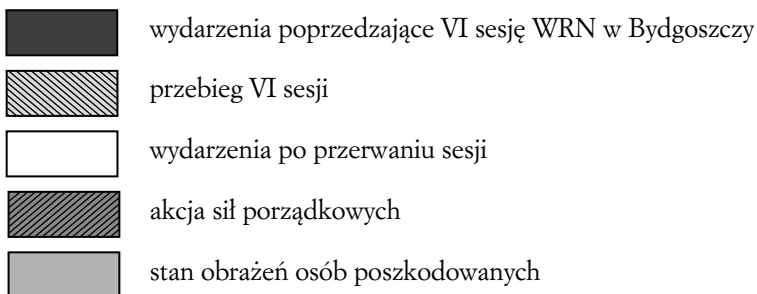 wydarzenia poprzedzające VI sesję WRN w Bydgoszczy
przebieg VI sesji
wydarzenia po przerwaniu sesji
akcja sił porządkowych
stan obrażeń osób poszkodowanych